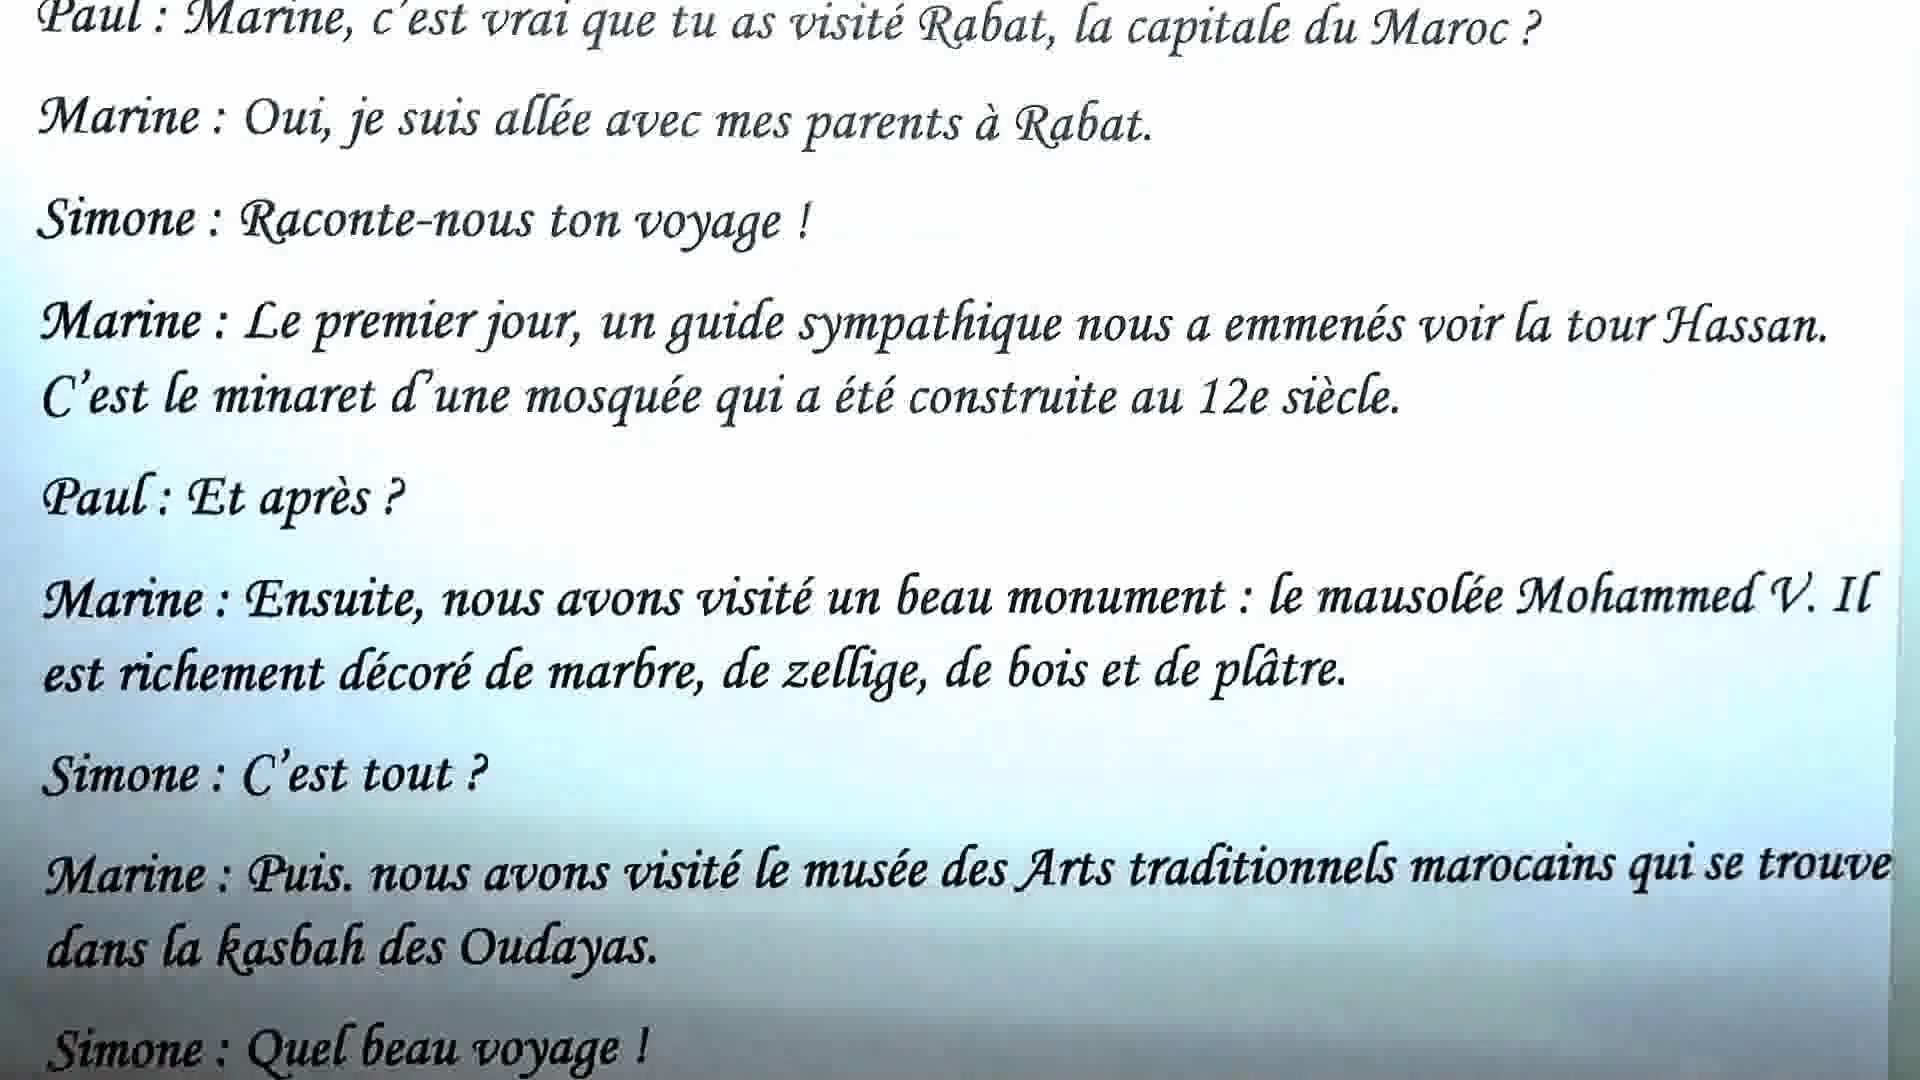 Paul : Marine, c'est vrai que tu as visité Rabat, la capitale du Maroc ?
Marine : Oui, je suis allée avec mes parents à Rabat.
Simone : Raconte-nous ton voyage !
Marine : Le premier jour, un guide sympathique nous a emmenés voir la tour Hassan.
C'est le minaret d'une mosquée qui a été construite au 12e siècle.
Paul : Et après ?
Marine : Ensuite, nous avons visité un beau monument : le mausolée Mohammed V. Il
est richement décoré de marbre, de zellige, de bois et de plâtre.
Simone : C'est tout ?
Marine : Puis. nous avons visité le musée des Arts traditionnels marocains qui se trouve
dans la kasbah des Oudayas.
Simone : Quel beau voyage !